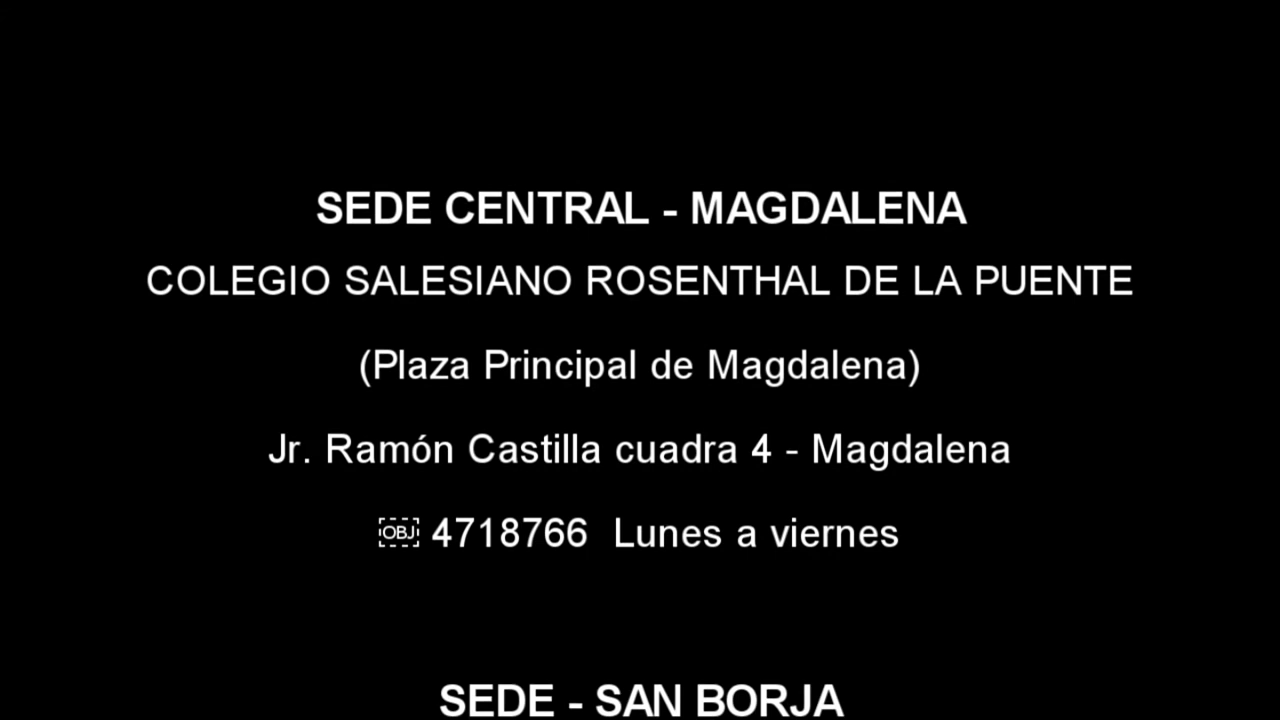 SEDE CENTRAL - MAGDALENA
COLEGIO SALESIANO ROSENTHAL DE LA PUENTE
(Plaza Principal de Magdalena)
Jr. Ramón Castilla cuadra 4 - Magdalena
￼ 4718766  Lunes a viernes
SEDE - SAN BORJA